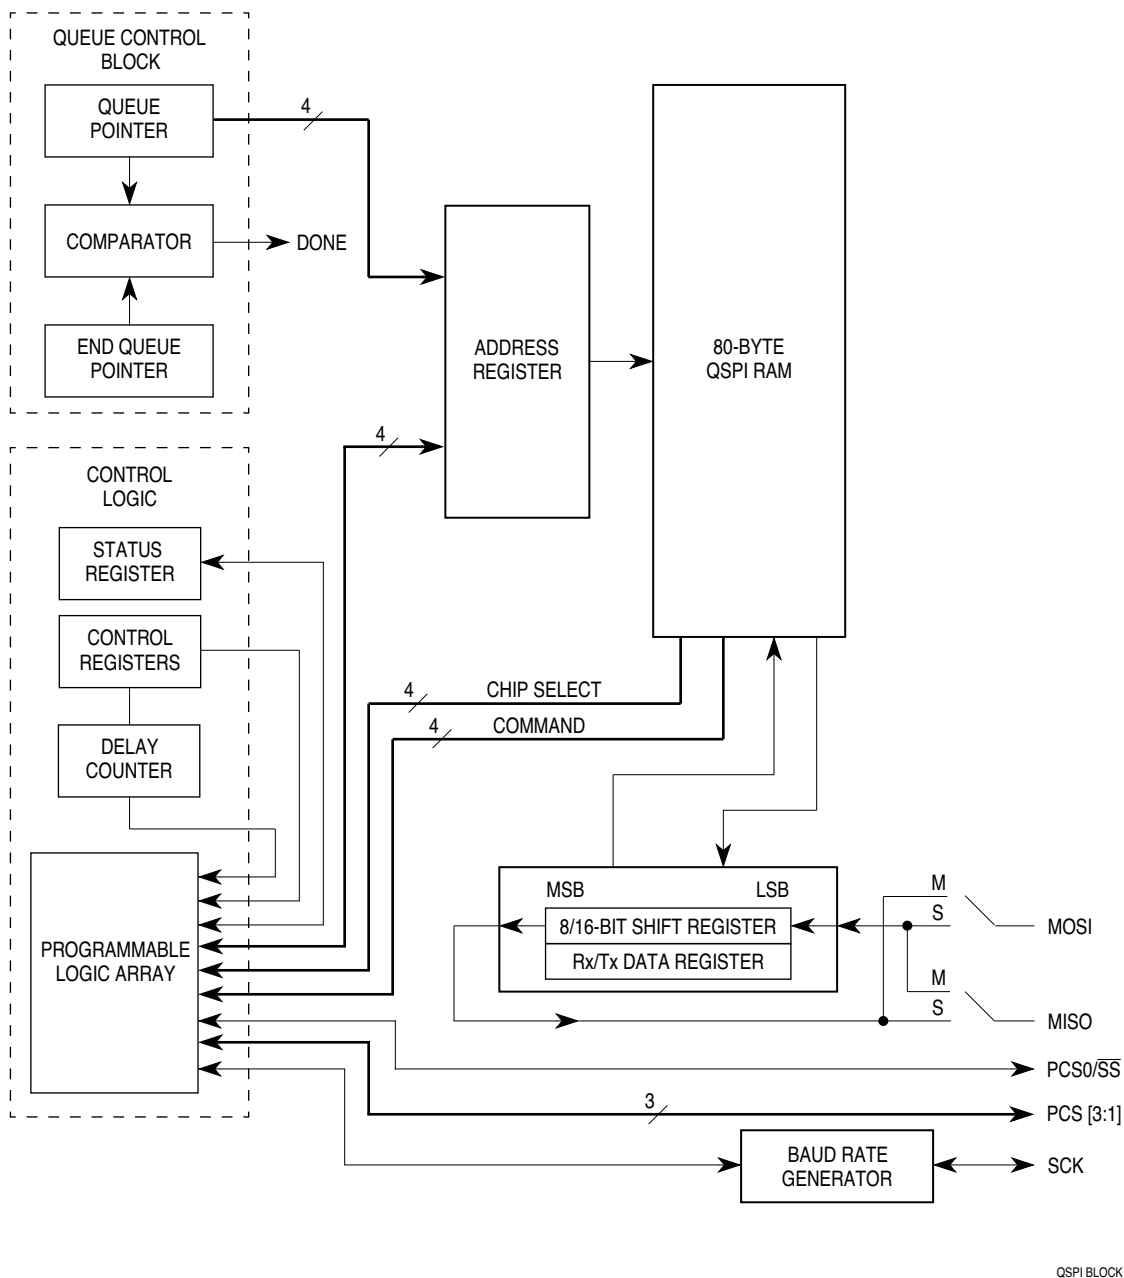 QUEUE CONTROL
BLOCK
QUEUE
POINTER
4
COMPARATOR
DONE
END QUEUE
POINTER
ADDRESS
REGISTER
80-BYTE
QSPI RAM
4
CONTROL
LOGIC
STATUS
REGISTER
CONTROL
REGISTERS
DELAY
COUNTER
PROGRAMMABLE
LOGIC ARRAY
4 CHIP SELECT
4 COMMAND
MSB LSB
8/16-BIT SHIFT REGISTER
Rx/Tx DATA REGISTER
M
S
MOSI
M
S
MISO
PCS0/S̅S̅
3
PCS [3:1]
BAUD RATE
GENERATOR
SCK
QSPI BLOCK